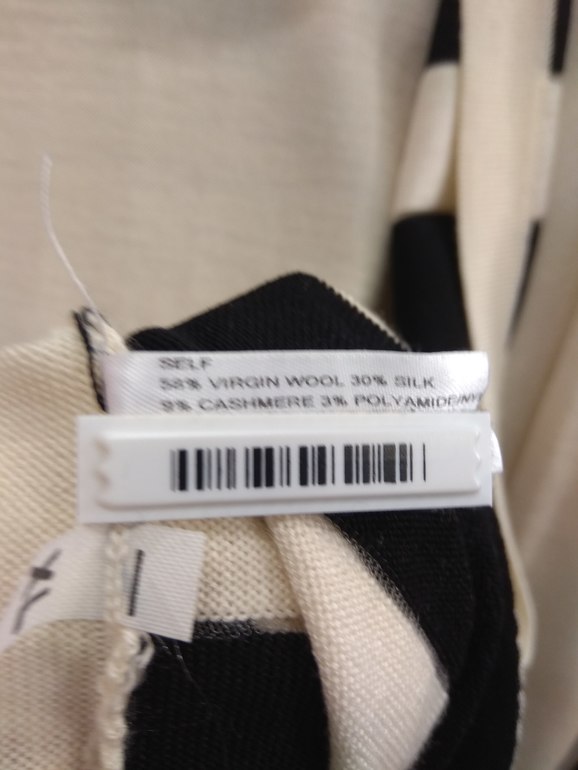 SELF
58% VIRGIN WOOL 30% SILK
9% CASHMERE 3% POLYAMIDE/